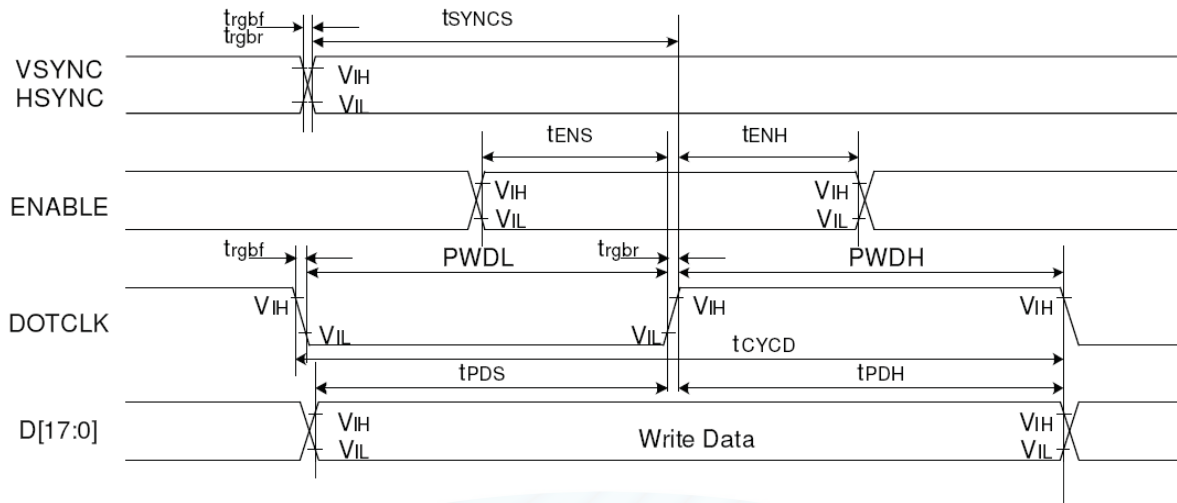 trgbf
trgbr
tSYNCS
VSYNC
HSYNC
VIH
VIL
tENS
tENH
ENABLE
VIH
VIL
VIH
VIL
trgbf
PWDL
trgbr
PWDH
DOTCLK
VIH
VIL
VIL
VIH
VIH
tCYCD
tPDS
tPDH
D[17:0]
VIH
VIL
Write Data
VIH
VIL